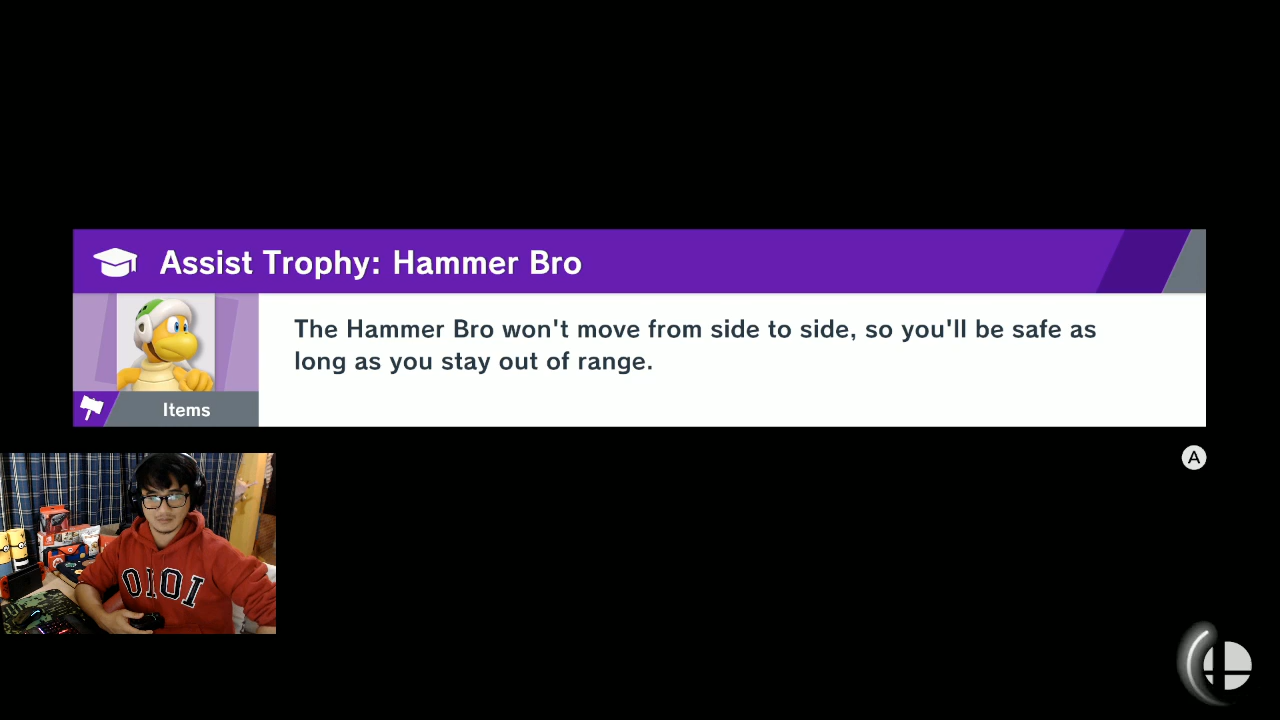 Assist Trophy: Hammer Bro
The Hammer Bro won't move from side to side, so you'll be safe as
long as you stay out of range.
Items
A
OIOI